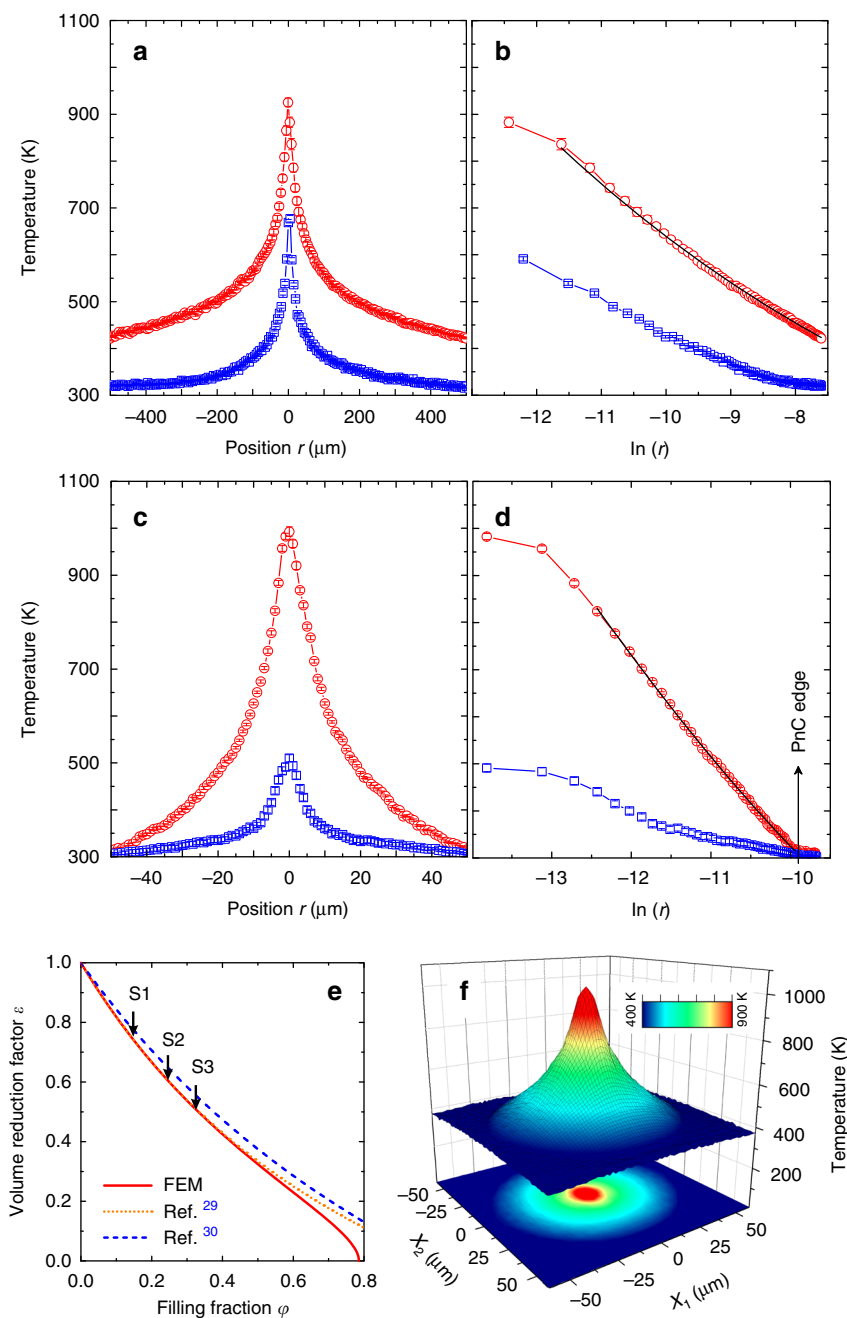 a
b
1100
900
700
500
300
Temperature (K)
−400
−200
0
200
400
−12
−11
−10
−9
−8
Position r (μm)
ln (r)
c
d
1100
900
700
500
300
Temperature (K)
PnC edge
−40
−20
0
20
40
−13
−12
−11
−10
Position r (μm)
ln (r)
e
1.0
0.8
0.6
0.4
0.2
0.0
Volume reduction factor ε
S1
S2
S3
FEM
Ref. 29
Ref. 30
0.0
0.2
0.4
0.6
0.8
Filling fraction φ
f
400 K
900 K
1000
800
600
400
200
Temperature (K)
−50
−25
0
25
50
X2 (μm)
−50
−25
0
25
50
X1 (μm)